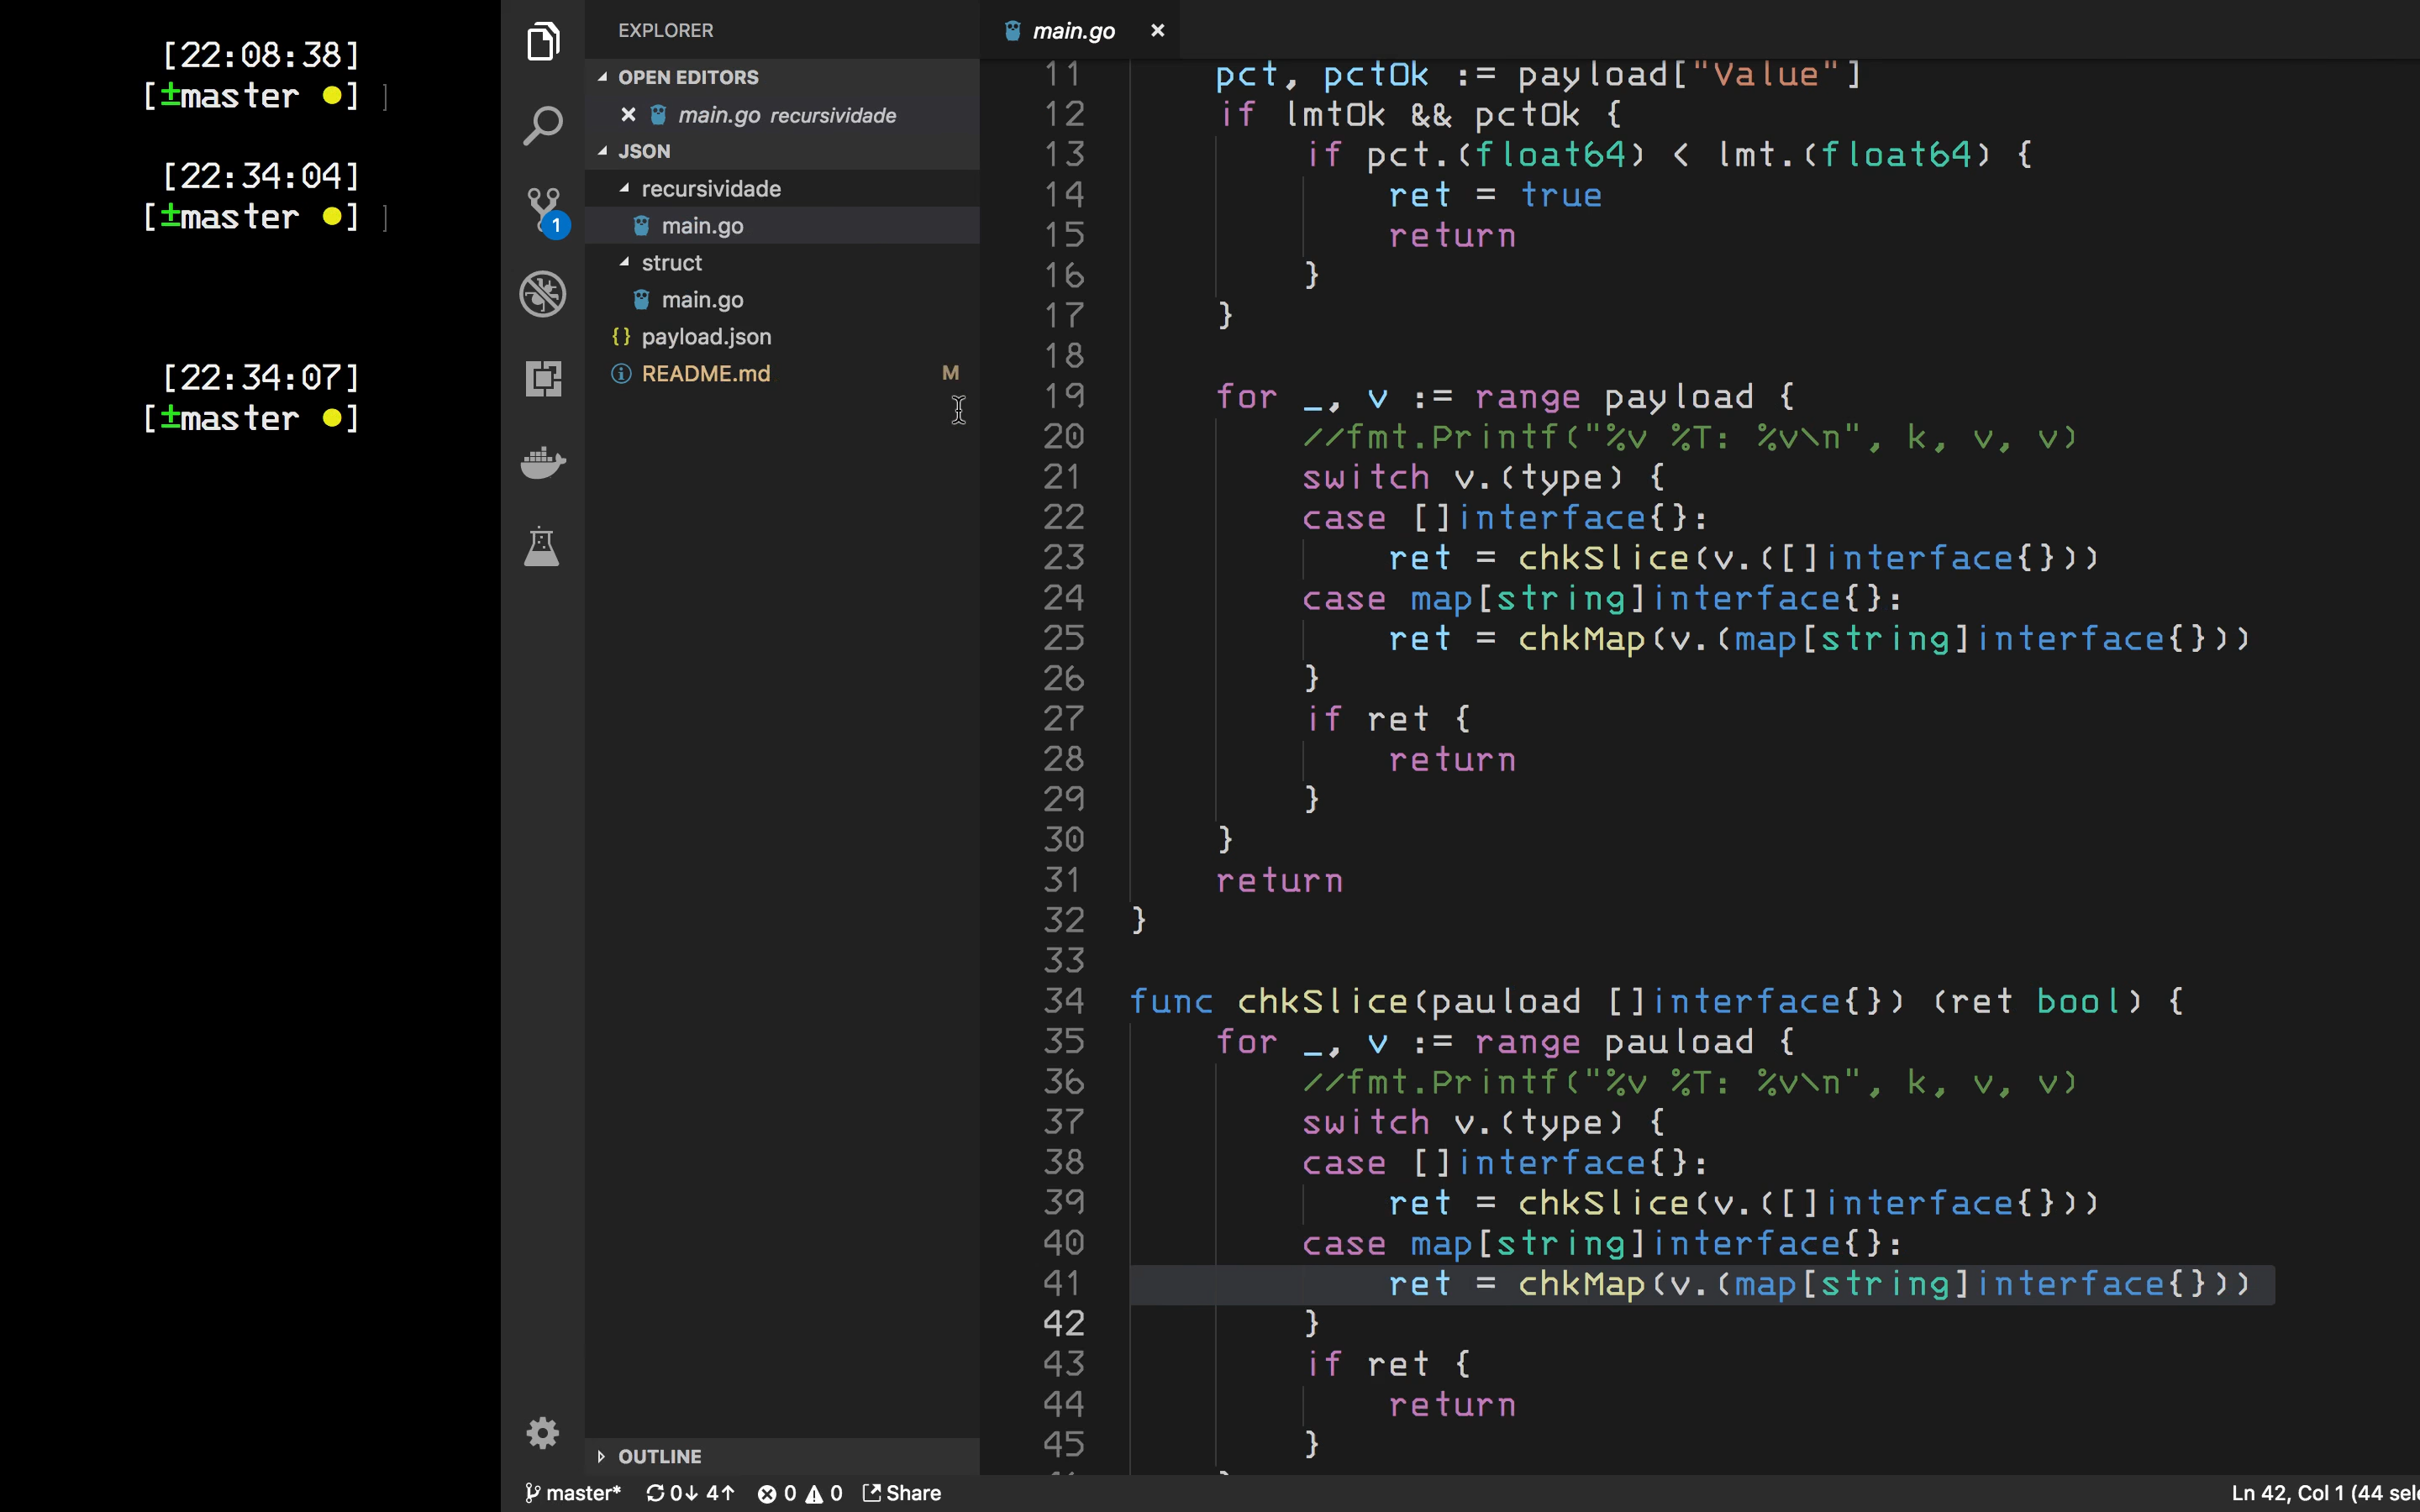 [22:08:38]
[±master ●] ]
[22:34:04]
[±master ●] ]
[22:34:07]
[±master ●]
EXPLORER
OPEN EDITORS
main.go recursividade
JSON
recursividade
main.go
struct
main.go
{} payload.json
README.md M
1
OUTLINE
main.go
11 pct, pctOk := payload["Value"]
12 if lmtOk && pctOk {
13 if pct.(float64) < lmt.(float64) {
14 ret = true
15 return
16 }
17 }
18
19 for _, v := range payload {
20 //fmt.Printf("%v %T: %v\n", k, v, v)
21 switch v.(type) {
22 case []interface{}:
23 ret = chkSlice(v.([]interface{}))
24 case map[string]interface{}:
25 ret = chkMap(v.(map[string]interface{}))
26 }
27 if ret {
28 return
29 }
30 }
31 return
32 }
33
34 func chkSlice(pauload []interface{}) (ret bool) {
35 for _, v := range pauload {
36 //fmt.Printf("%v %T: %v\n", k, v, v)
37 switch v.(type) {
38 case []interface{}:
39 ret = chkSlice(v.([]interface{}))
40 case map[string]interface{}:
41 ret = chkMap(v.(map[string]interface{}))
42 }
43 if ret {
44 return
45 }
master* 0↓ 4↑ 0 0 Share
Ln 42, Col 1 (44 sel